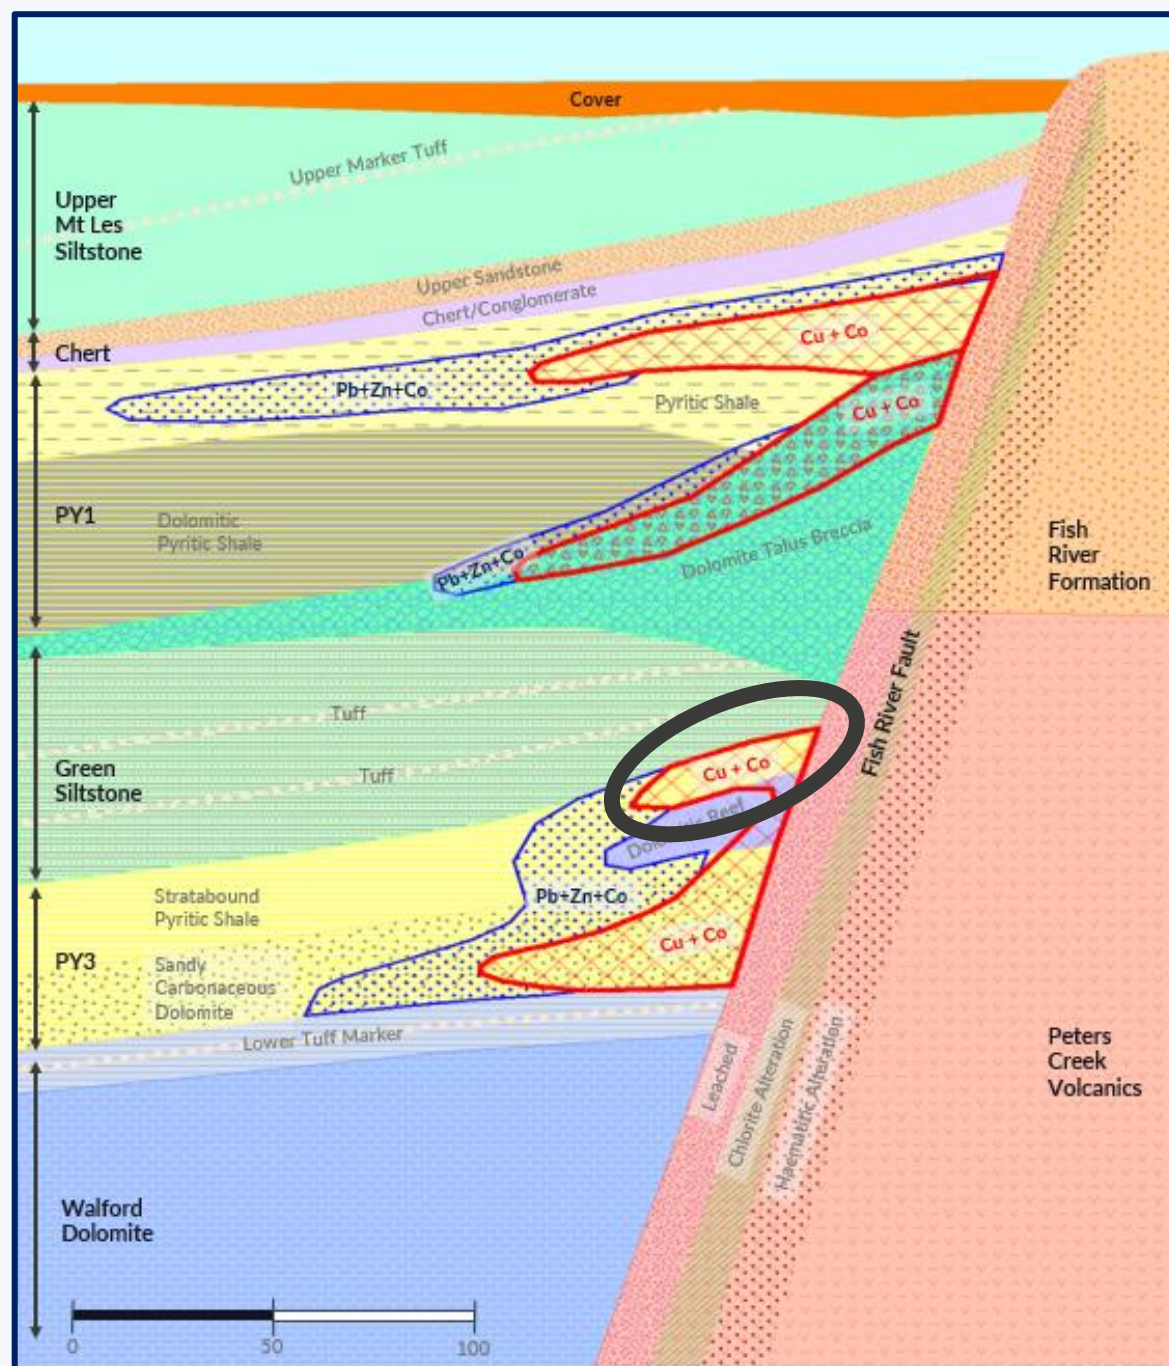 Cover
Upper Marker Tuff
Upper
Mt Les
Siltstone
Upper Sandstone
Chert/Conglomerate
Chert
Cu + Co
Pb+Zn+Co
Pyritic Shale
Cu + Co
PY1
Dolomitic
Pyritic Shale
Pb+Zn+Co
Dolomite Talus Breccia
Fish
River
Formation
Fish River Fault
Tuff
Tuff
Green
Siltstone
Cu + Co
Reef
Stratabound
Pyritic Shale
Pb+Zn+Co
Cu + Co
PY3
Sandy
Carbonaceous
Dolomite
Lower Tuff Marker
Leached
Chlorite Alteration
Haematitic Alteration
Peters
Creek
Volcanics
Walford
Dolomite
0 50 100